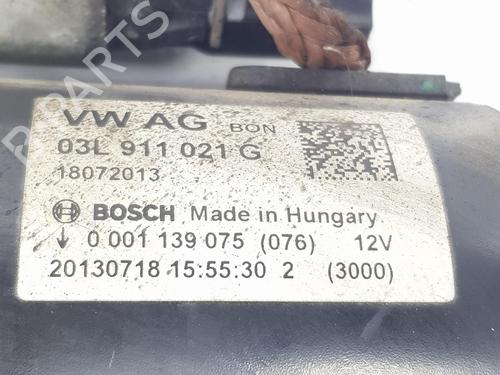 VW AG BON
03L 911 021 G
18072013
BOSCH Made in Hungary.
0 001 139 075 (076) 12V
20130718 15:55:30 2 (3000)